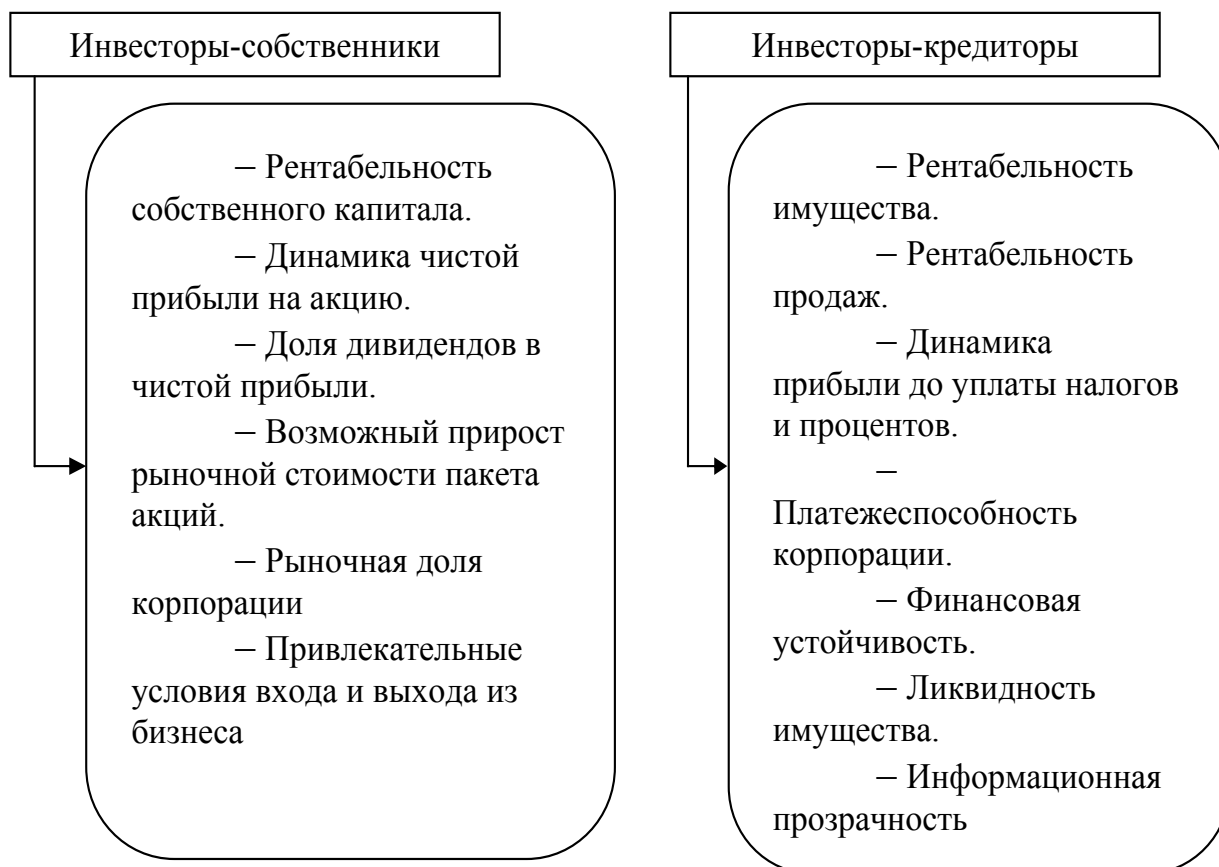 Инвесторы-собственники
– Рентабельность
собственного капитала.
– Динамика чистой
прибыли на акцию.
– Доля дивидендов в
чистой прибыли.
– Возможный прирост
рыночной стоимости пакета
акций.
– Рыночная доля
корпорации
– Привлекательные
условия входа и выхода из
бизнеса
Инвесторы-кредиторы
– Рентабельность
имущества.
– Рентабельность
продаж.
– Динамика
прибыли до уплаты налогов
и процентов.
–
Платежеспособность
корпорации.
– Финансовая
устойчивость.
– Ликвидность
имущества.
– Информационная
прозрачность